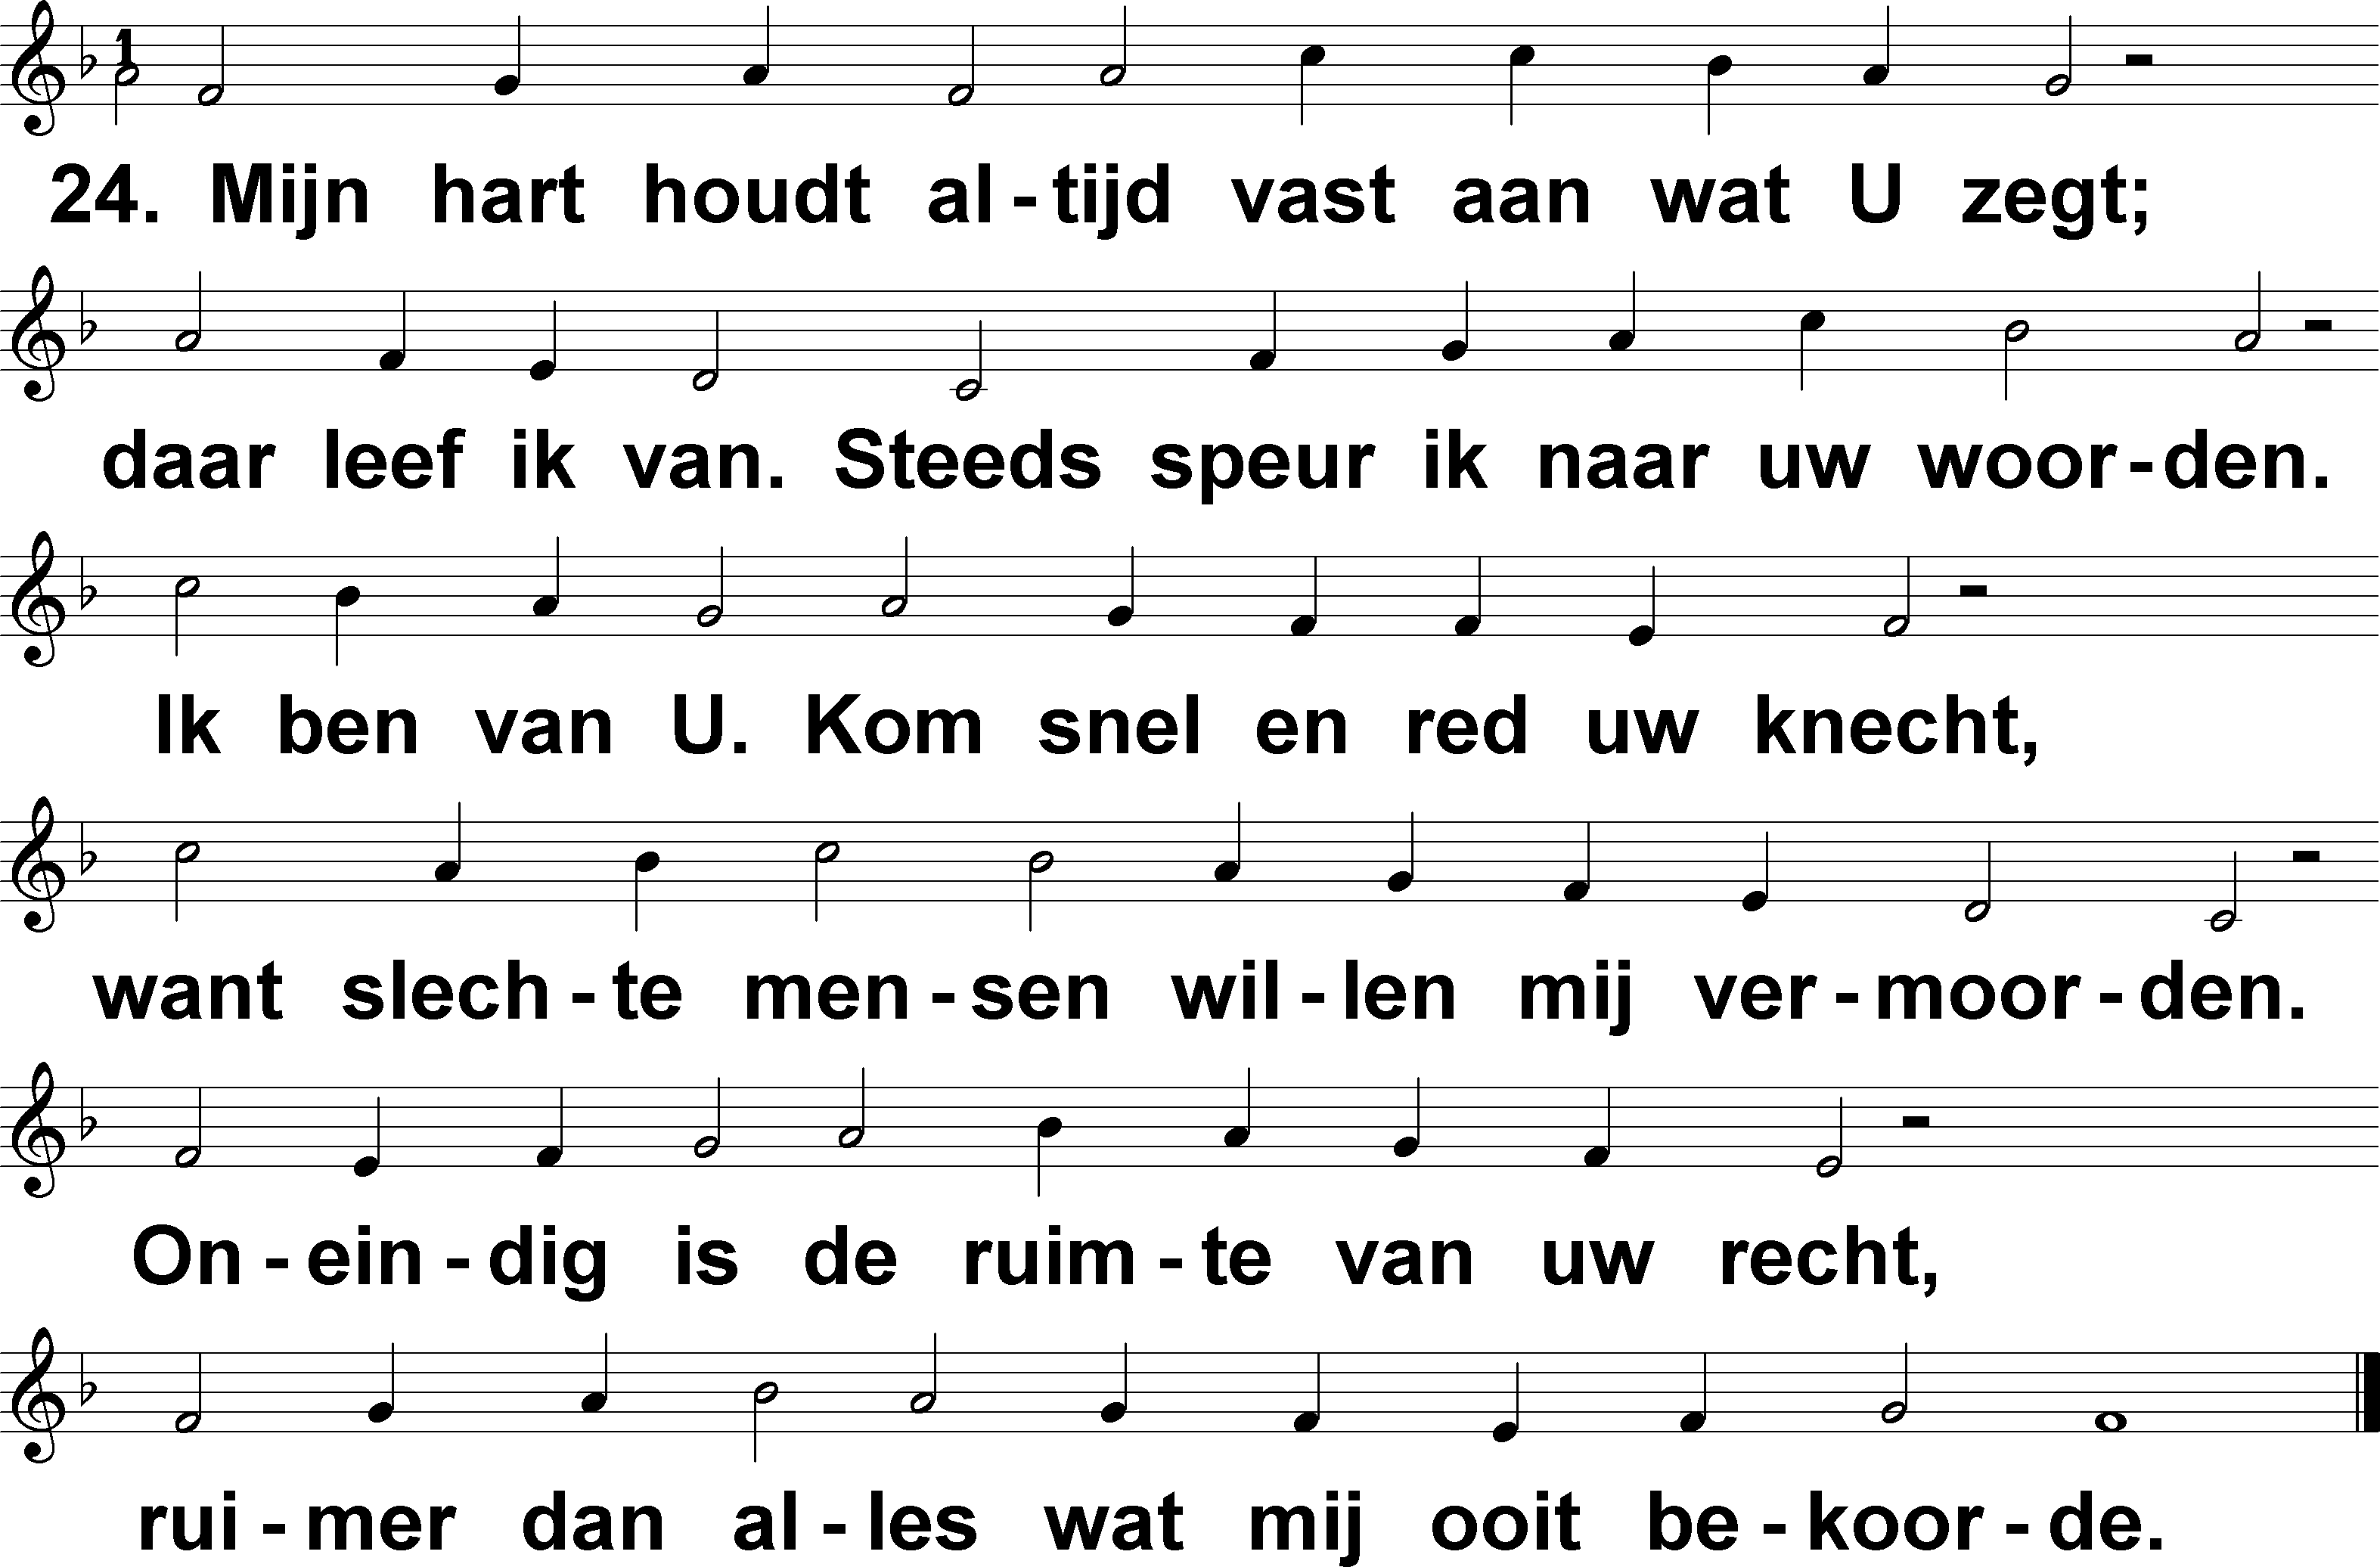 1
24. Mijn hart houdt al-tijd vast aan wat U zegt;
daar leef ik van. Steeds speur ik naar uw woor-den.
Ik ben van U. Kom snel en red uw knecht,
want slech-te men-sen wil-len mij ver-moor-den.
On-ein-dig is de ruim-te van uw recht,
rui-mer dan al-les wat mij ooit be-koor-de.